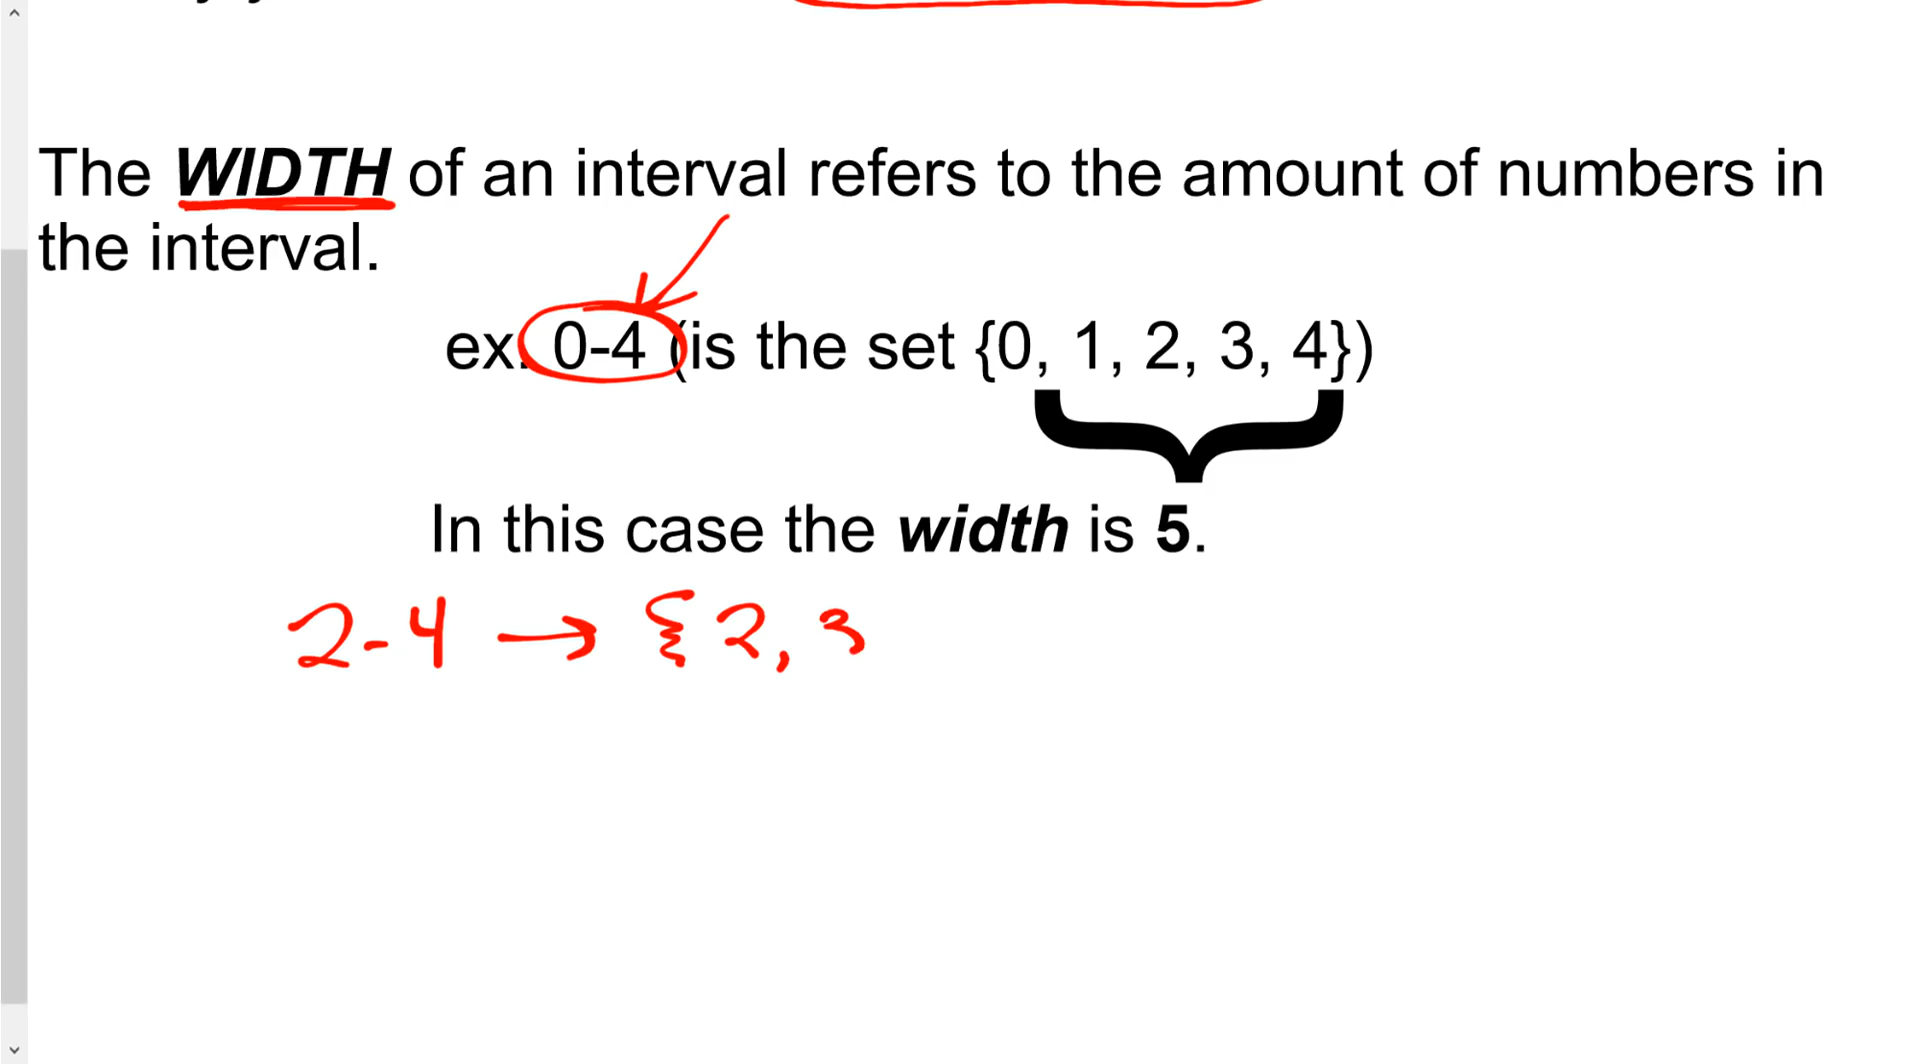 The WIDTH of an interval refers to the amount of numbers in
the interval.
ex. 0-4 (is the set {0, 1, 2, 3, 4})
In this case the width is 5.
2-4 → {2, 3